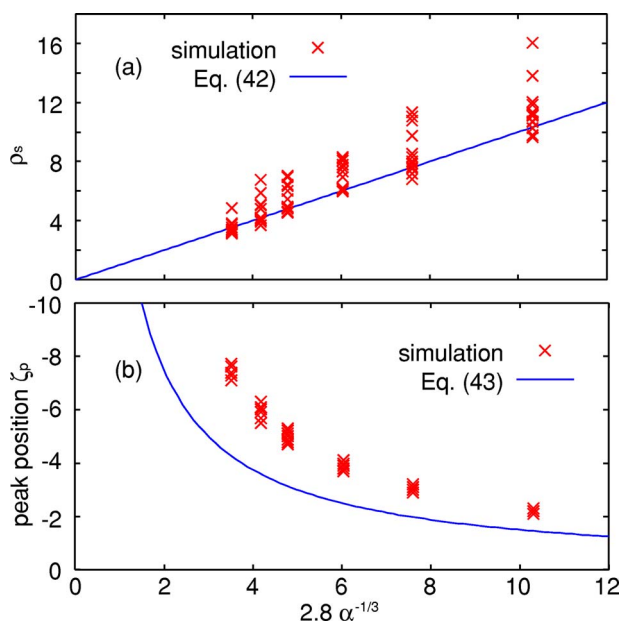 16
12
8
4
0
ρs
(a)
simulation
Eq. (42)
-10
-8
-6
-4
-2
peak position ζp
(b)
simulation
Eq. (43)
0 2 4 6 8 10 12
2.8 α-1/3